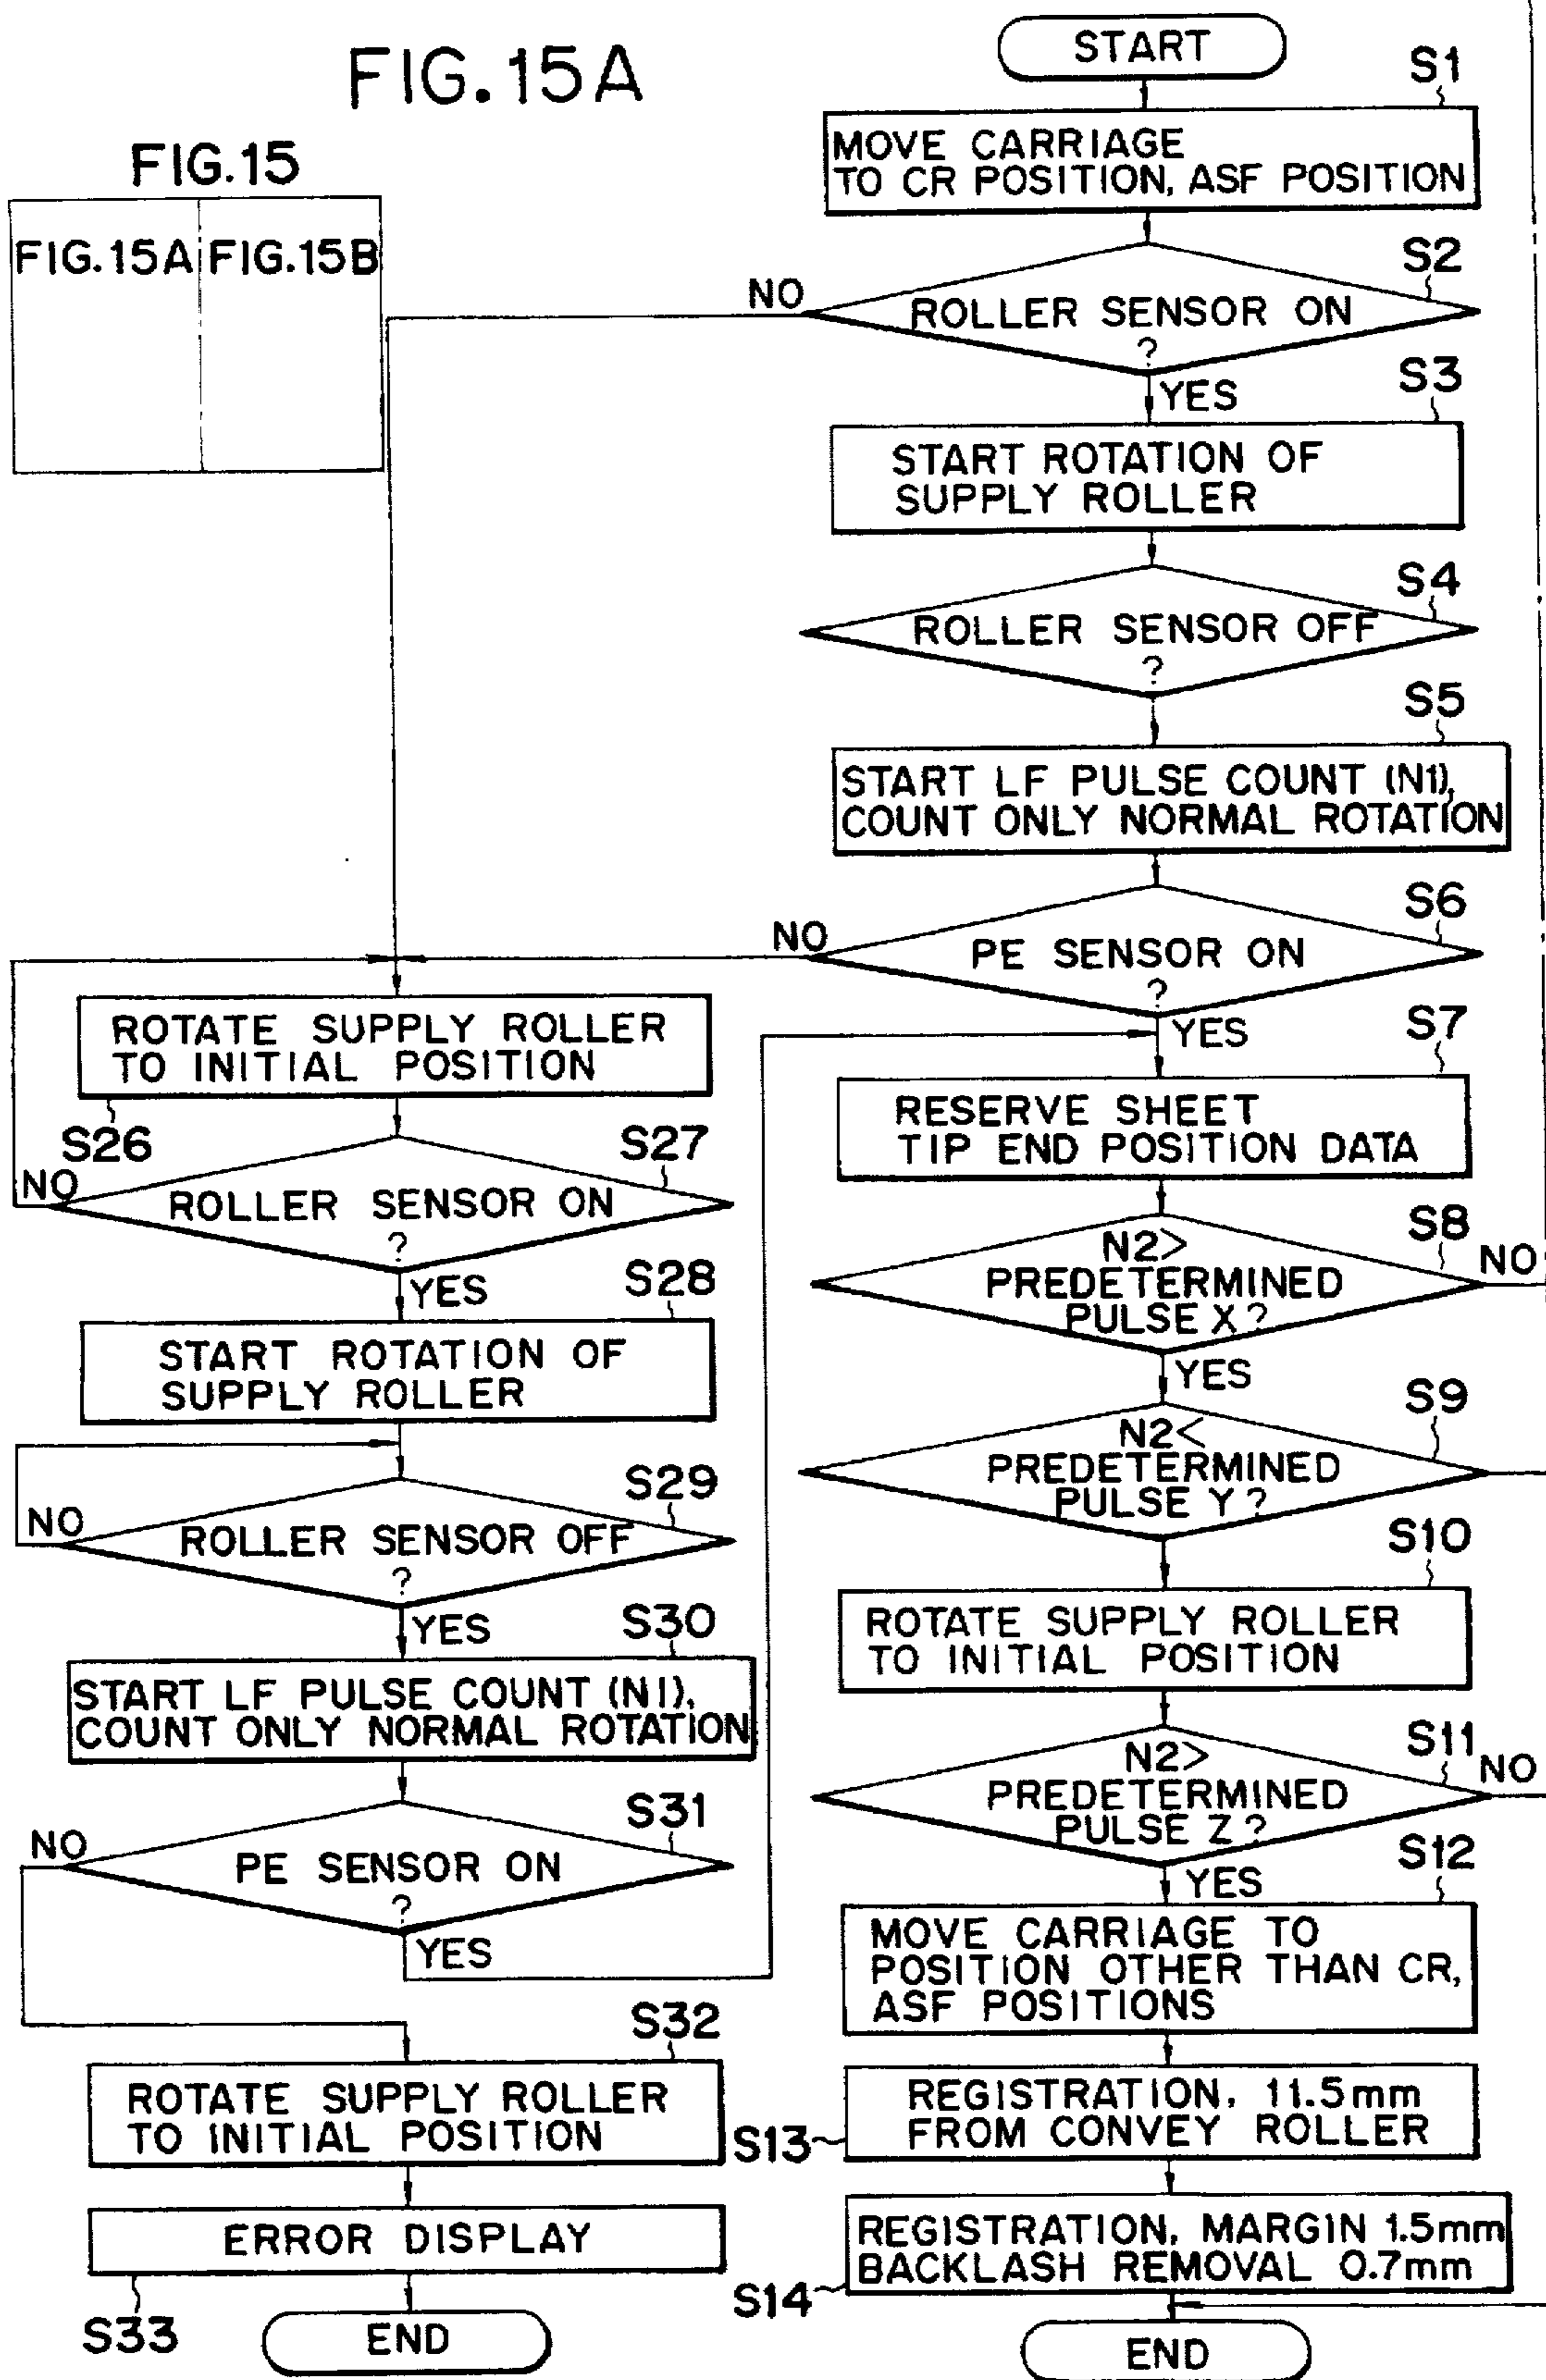 FIG.15A
FIG.15
FIG.15A
FIG.15B
START
S1
MOVE CARRIAGE
TO CR POSITION, ASF POSITION
S2
NO
ROLLER SENSOR ON
?
YES
S3
START ROTATION OF
SUPPLY ROLLER
S4
ROLLER SENSOR OFF
?
S5
START LF PULSE COUNT (N1),
COUNT ONLY NORMAL ROTATION
S6
NO
PE SENSOR ON
?
YES
S7
RESERVE SHEET
TIP END POSITION DATA
S8
N2>
PREDETERMINED
PULSE X?
NO
YES
S9
N2<
PREDETERMINED
PULSE Y?
S10
ROTATE SUPPLY ROLLER
TO INITIAL POSITION
S11
N2>
PREDETERMINED
PULSE Z?
NO
YES
S12
MOVE CARRIAGE TO
POSITION OTHER THAN CR,
ASF POSITIONS
REGISTRATION, 11.5mm
FROM CONVEY ROLLER
S13
REGISTRATION, MARGIN 1.5mm
BACKLASH REMOVAL 0.7mm
S14
END
ROTATE SUPPLY ROLLER
TO INITIAL POSITION
S26
S27
NO
ROLLER SENSOR ON
?
YES
S28
START ROTATION OF
SUPPLY ROLLER
S29
NO
ROLLER SENSOR OFF
?
YES
S30
START LF PULSE COUNT (N1),
COUNT ONLY NORMAL ROTATION
S31
NO
PE SENSOR ON
?
YES
S32
ROTATE SUPPLY ROLLER
TO INITIAL POSITION
ERROR DISPLAY
S33
END